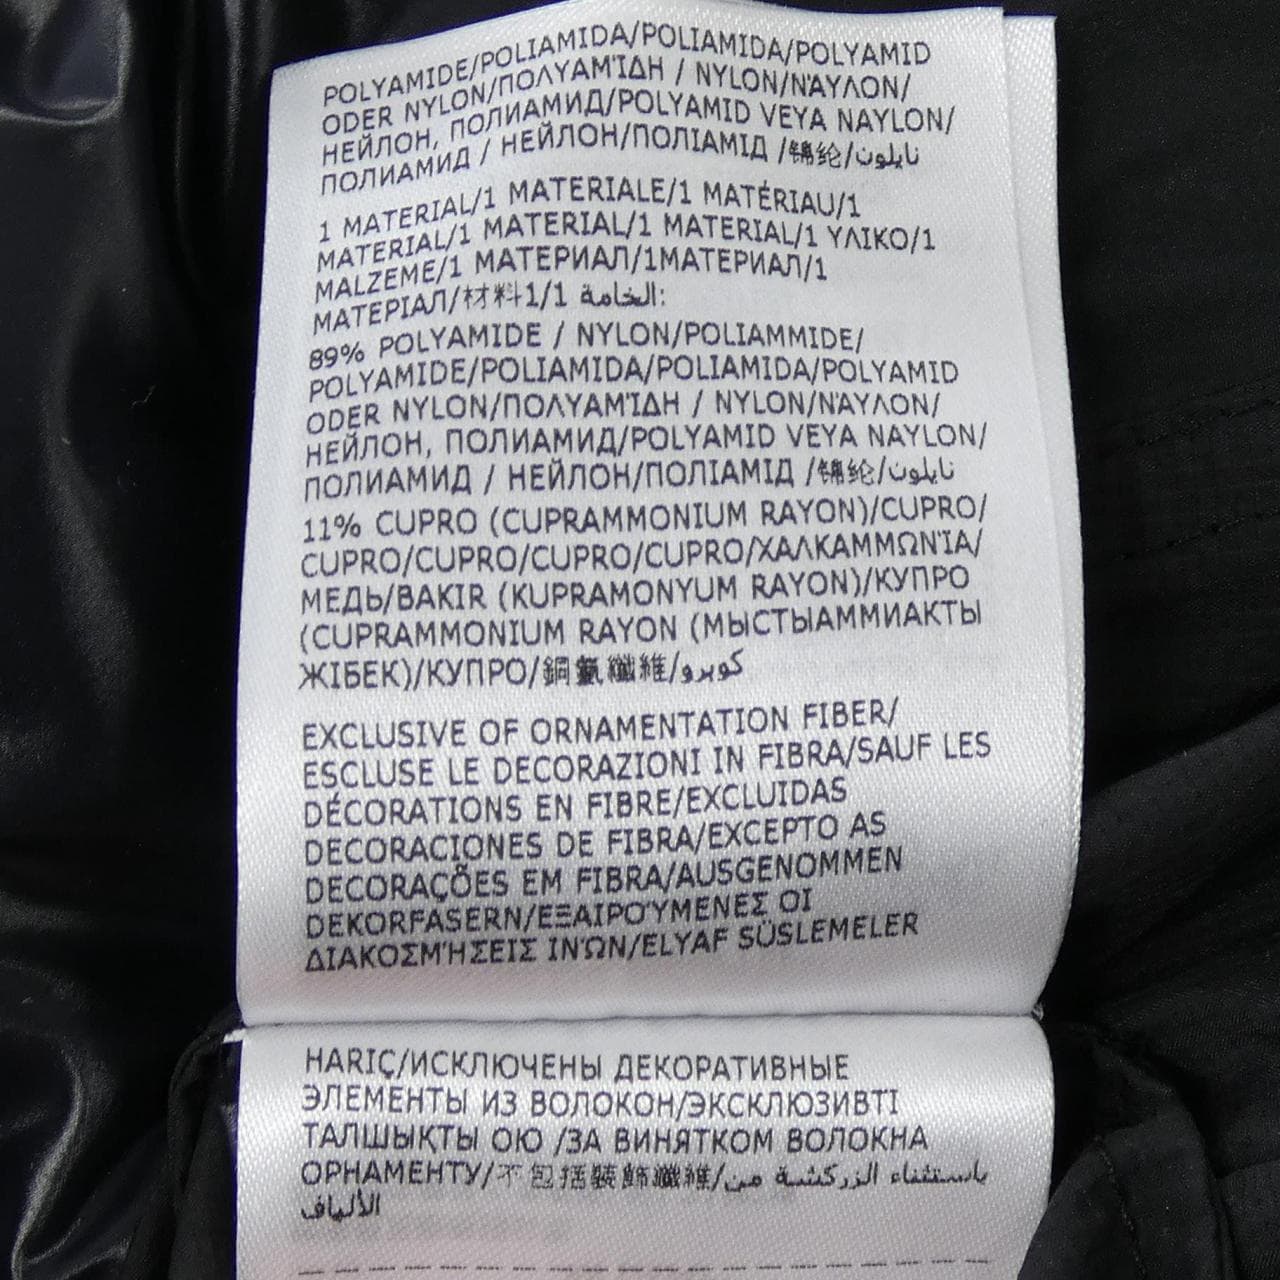 POLYAMIDE/POLIAMIDA/POLIAMIDA/POLYAMID
ODER NYLON/ΠΟΛΥΑΜΊΔΗ / NYLON/ΝΆΥΛΟΝ/
НЕЙЛОН, ПОЛИАМИД/POLYAMID VEYA NAYLON/
ПОЛИАМИД / НЕЙЛОН/ПОЛІАМІД /锦纶/نايلون
1 MATERIAL/1 MATERIALE/1 MATÉRIAU/1
MATERIAL/1 MATERIAL/1 MATERIAL/1 ΥΛΙΚΟ/1
MALZEME/1 МАТЕРИАЛ/1МАТЕРИАЛ/1
МАТЕРІАЛ/材料1/1 الخامة:
89% POLYAMIDE / NYLON/POLIAMMIDE/
POLYAMIDE/POLIAMIDA/POLIAMIDA/POLYAMID
ODER NYLON/ΠΟΛΥΑΜΊΔΗ / NYLON/ΝΆΥΛΟΝ/
НЕЙЛОН, ПОЛИАМИД/POLYAMID VEYA NAYLON/
ПОЛИАМИД / НЕЙЛОН/ПОЛІАМІД /锦纶/نايلون
11% CUPRO (CUPRAMMONIUM RAYON)/CUPRO/
CUPRO/CUPRO/CUPRO/CUPRO/ΧΑΛΚΑΜΜΩΝΊΑ/
МЕДЬ/BAKIR (KUPRAMONYUM RAYON)/КУПРО
(CUPRAMMONIUM RAYON (МЫСТЫАММИАКТЫ
ЖІБЕК)/КУПРО/銅氨纖維/كوبرو
EXCLUSIVE OF ORNAMENTATION FIBER/
ESCLUSE LE DECORAZIONI IN FIBRA/SAUF LES
DÉCORATIONS EN FIBRE/EXCLUIDAS
DECORACIONES DE FIBRA/EXCEPTO AS
DECORAÇÕES EM FIBRA/AUSGENOMMEN
DEKORFASERN/ΕΞΑΙΡΟΎΜΕΝΕΣ ΟΙ
ΔΙΑΚΟΣΜΉΣΕΙΣ ΙΝΏΝ/ELYAF SÜSLEMELER
HARIÇ/ИСКЛЮЧЕНЫ ДЕКОРАТИВНЫЕ
ЭЛЕМЕНТЫ ИЗ ВОЛОКОН/ЭКСКЛЮЗИВТІ
ТАЛШЫҚТЫ ОЮ /ЗА ВИНЯТКОМ ВОЛОКНА
ОРНАМЕНТУ/不包括裝飾纖維/باستثناء الزركشة من
الألياف